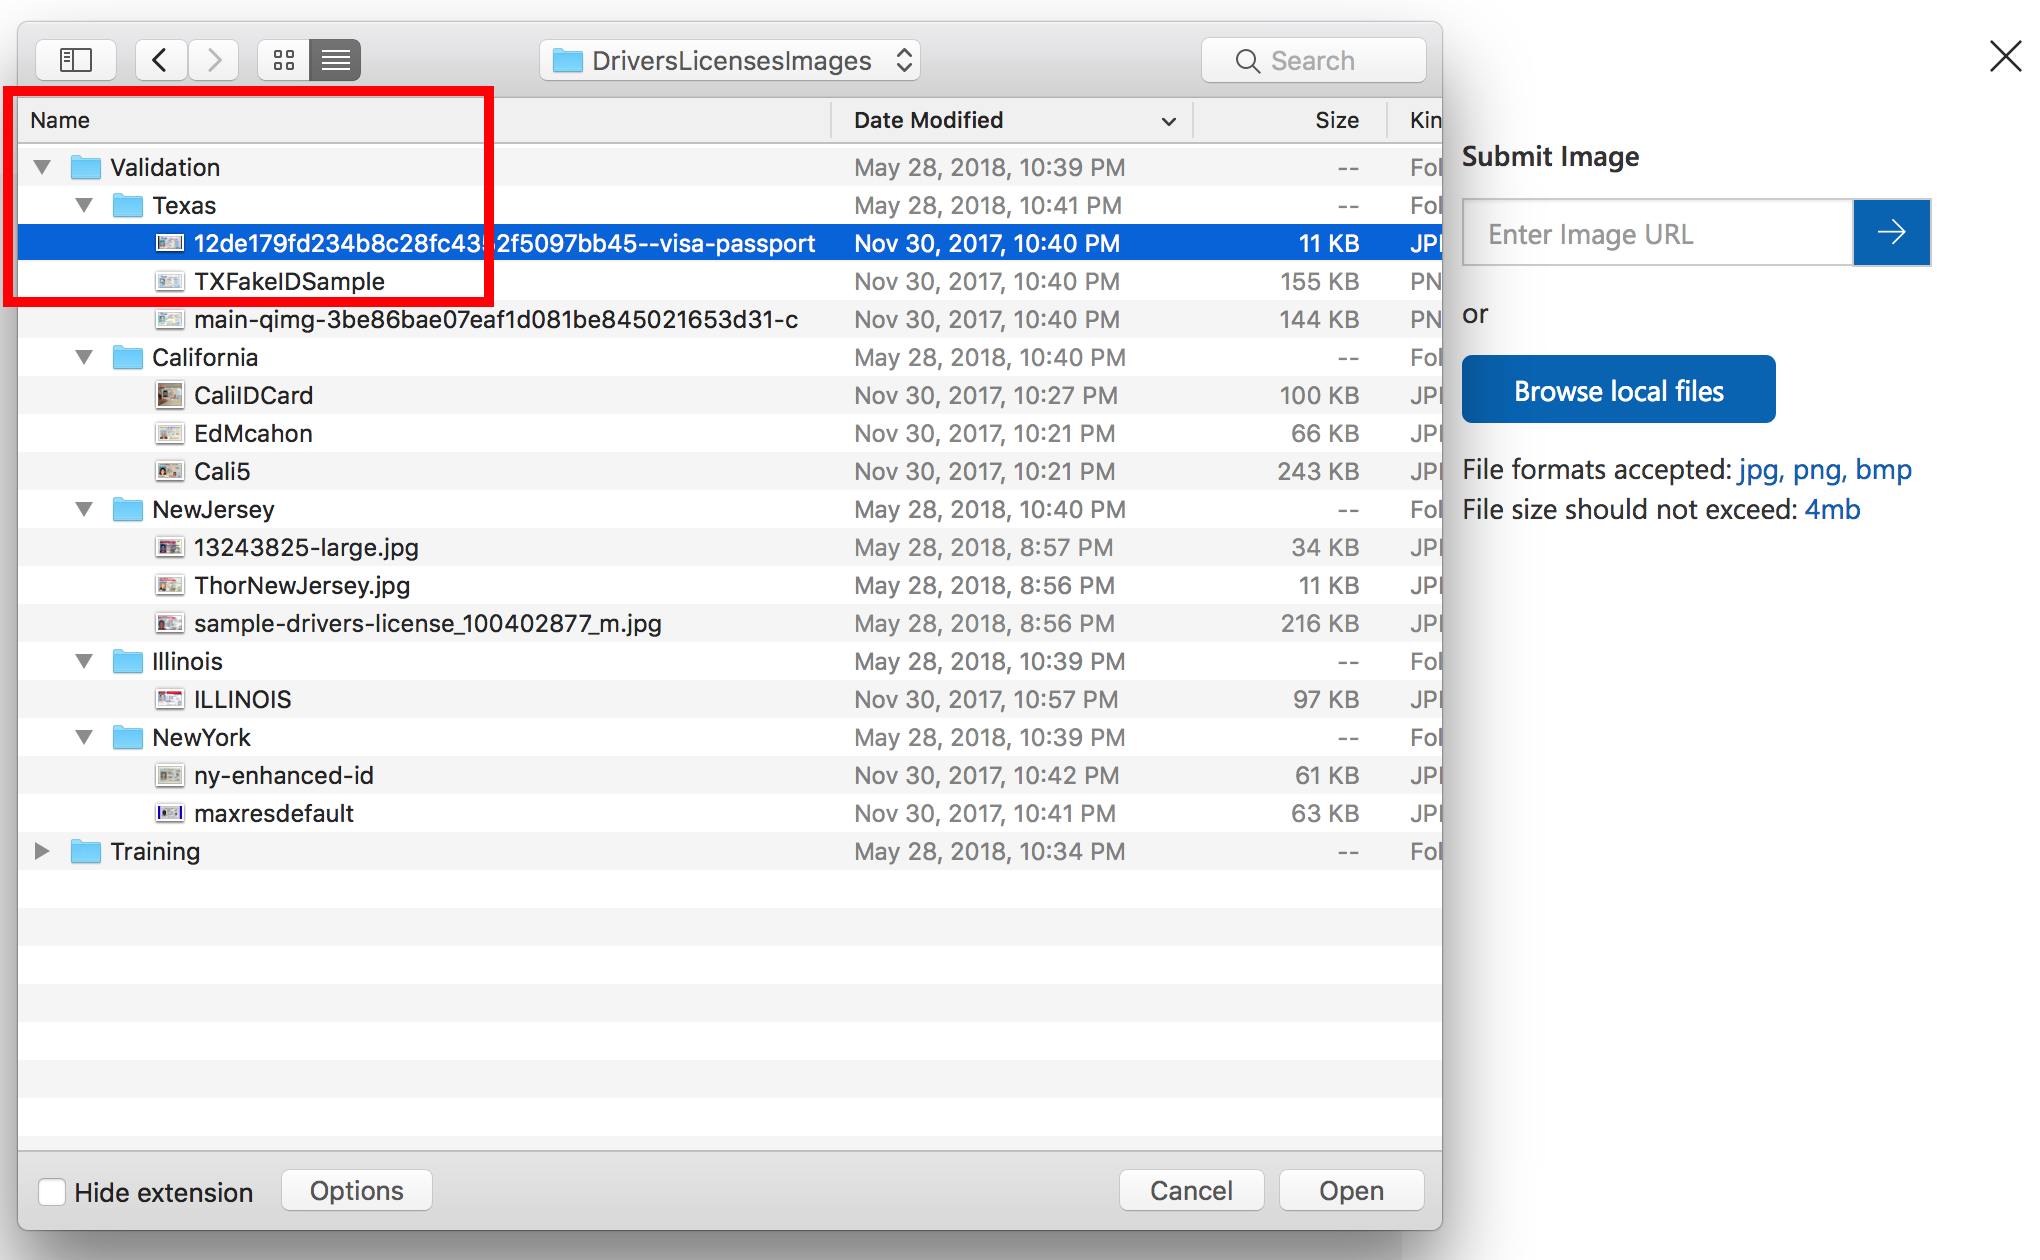 DriversLicensesImages
Search
Name Date Modified Size Kin
Validation May 28, 2018, 10:39 PM -- Fol
Texas May 28, 2018, 10:41 PM -- Fol
12de179fd234b8c28fc4352f5097bb45--visa-passport Nov 30, 2017, 10:40 PM 11 KB JPI
TXFakeIDSample Nov 30, 2017, 10:40 PM 155 KB PN
main-qimg-3be86bae07eaf1d081be845021653d31-c Nov 30, 2017, 10:40 PM 144 KB PN
California May 28, 2018, 10:40 PM -- Fol
CaliIDCard Nov 30, 2017, 10:27 PM 100 KB JPI
EdMcahon Nov 30, 2017, 10:21 PM 66 KB JPI
Cali5 Nov 30, 2017, 10:21 PM 243 KB JPI
NewJersey May 28, 2018, 10:40 PM -- Fol
13243825-large.jpg May 28, 2018, 8:57 PM 34 KB JPI
ThorNewJersey.jpg May 28, 2018, 8:56 PM 11 KB JPI
sample-drivers-license_100402877_m.jpg May 28, 2018, 8:56 PM 216 KB JPI
Illinois May 28, 2018, 10:39 PM -- Fol
ILLINOIS Nov 30, 2017, 10:57 PM 97 KB JPI
NewYork May 28, 2018, 10:39 PM -- Fol
ny-enhanced-id Nov 30, 2017, 10:42 PM 61 KB JPI
maxresdefault Nov 30, 2017, 10:41 PM 63 KB JPI
Training May 28, 2018, 10:34 PM -- Fol
Hide extension
Options
Cancel
Open
Submit Image
Enter Image URL
or
Browse local files
File formats accepted: jpg, png, bmp
File size should not exceed: 4mb